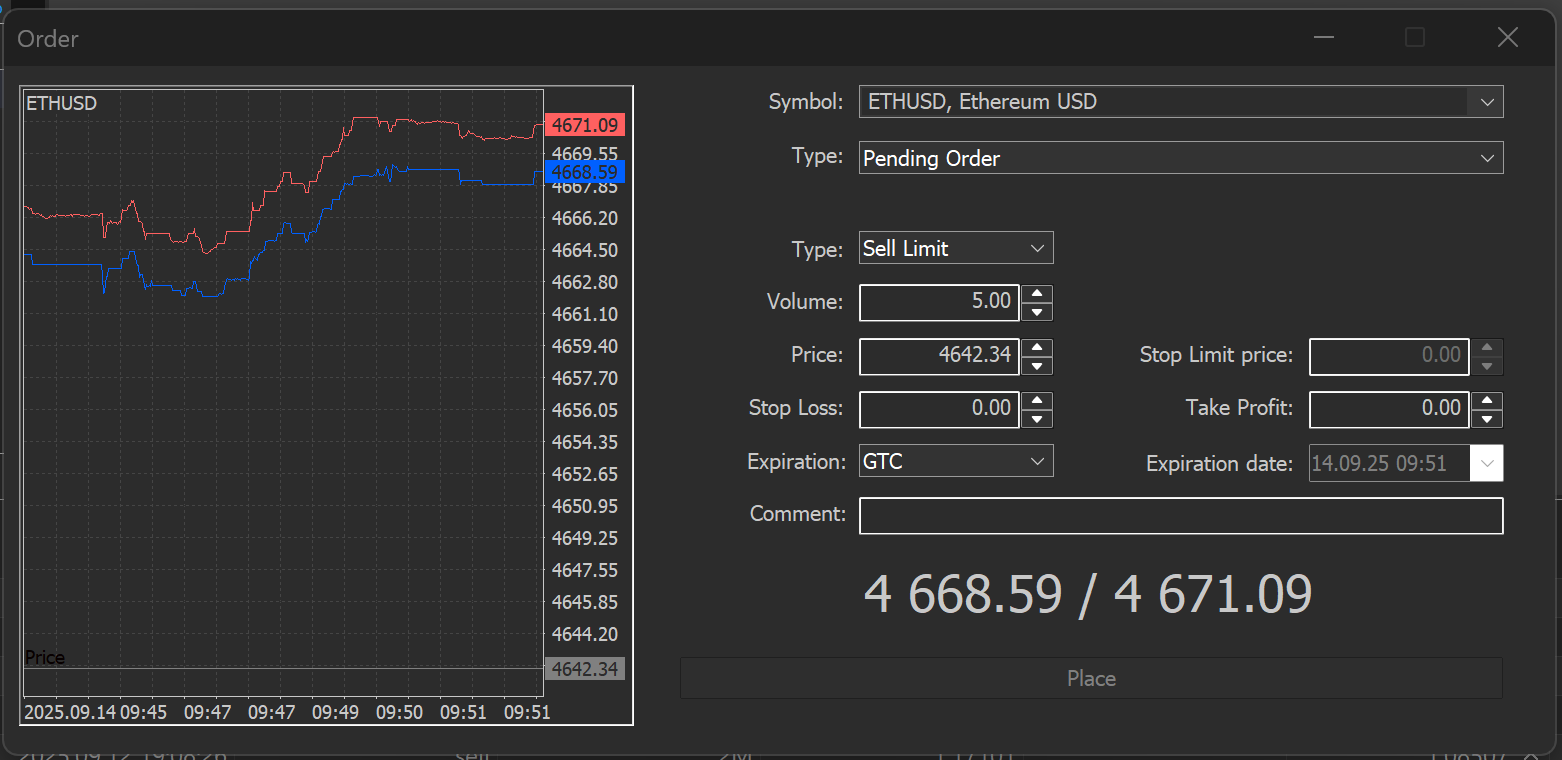 Order
ETHUSD
4671.09
4669.55
4668.59
4667.85
4666.20
4664.50
4662.80
4661.10
4659.40
4657.70
4656.05
4654.35
4652.65
4650.95
4649.25
4647.55
4645.85
4644.20
Price
4642.34
2025.09.14 09:45 09:47 09:47 09:49 09:50 09:51 09:51
Symbol: ETHUSD, Ethereum USD
Type: Pending Order
Type: Sell Limit
Volume: 5.00
Price: 4642.34 Stop Limit price: 0.00
Stop Loss: 0.00 Take Profit: 0.00
Expiration: GTC Expiration date: 14.09.25 09:51
Comment:
4 668.59 / 4 671.09
Place